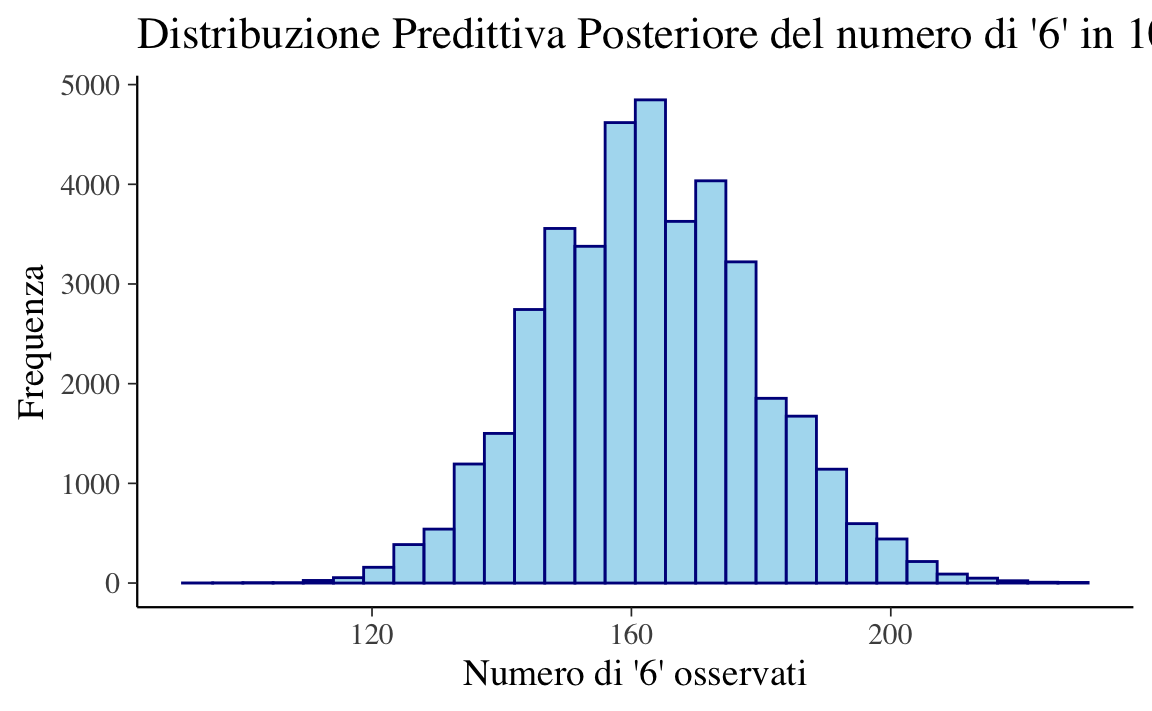 Distribuzione Predittiva Posteriore del numero di '6' in 10
5000
4000
3000
2000
1000
0
Frequenza
120 160 200
Numero di '6' osservati